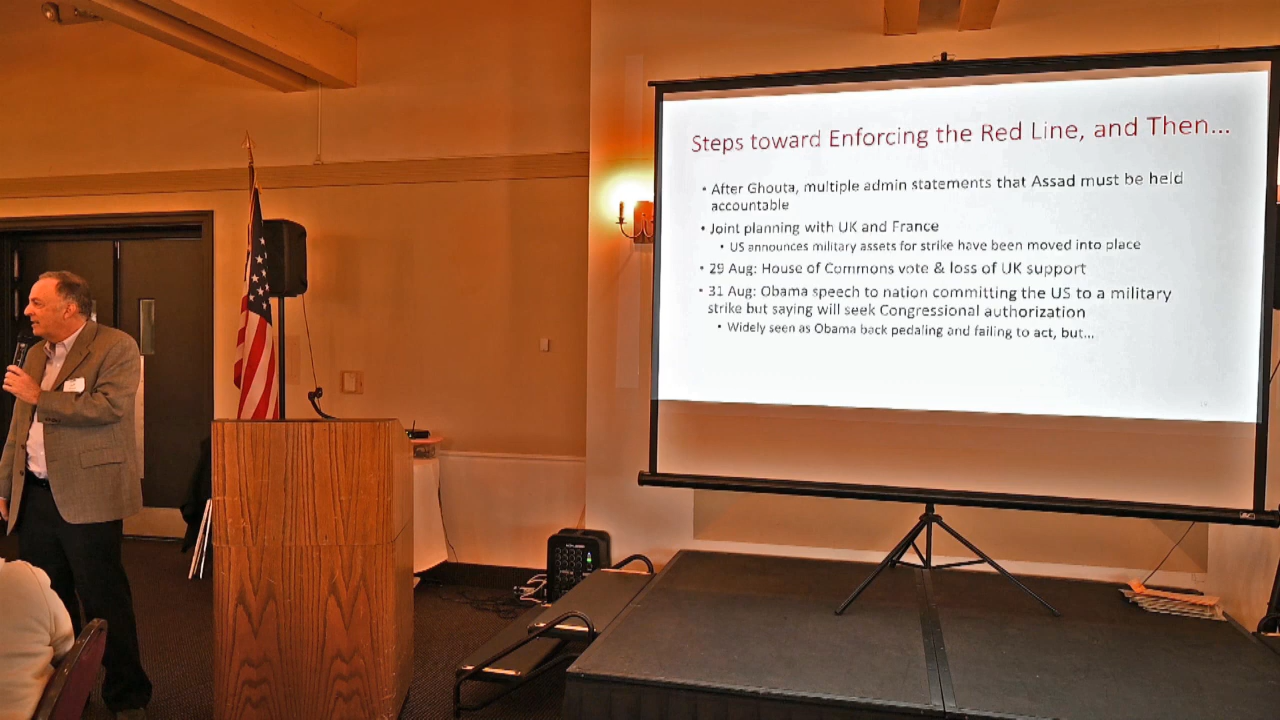 Steps toward Enforcing the Red Line, and Then...
• After Ghouta, multiple admin statements that Assad must be held
accountable
• Joint planning with UK and France
• US announces military assets for strike have been moved into place
• 29 Aug: House of Commons vote & loss of UK support
• 31 Aug: Obama speech to nation committing the US to a military
strike but saying will seek Congressional authorization
• Widely seen as Obama back pedaling and failing to act, but...